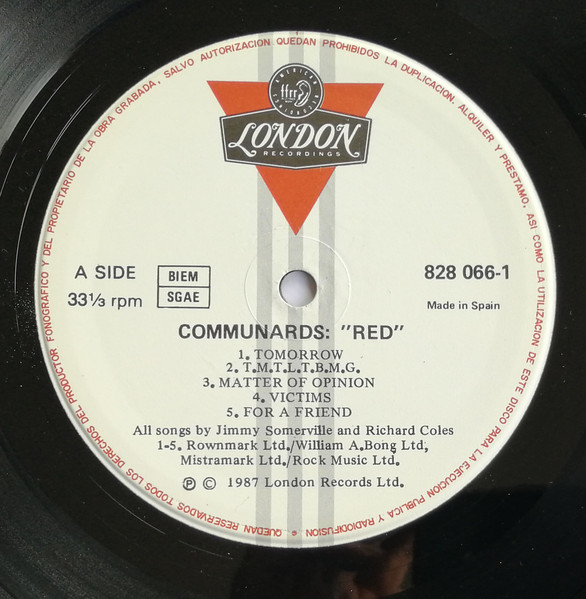 QUEDAN RESERVADOS TODOS LOS DERECHOS DEL PRODUCTOR FONOGRAFICO Y DEL PROPIETARIO DE LA OBRA GRABADA, SALVO AUTORIZACION QUEDAN PROHIBIDOS LA DUPLICACION, ALQUILER Y PRESTAMO, ASI COMO LA UTILIZACION DE ESTE DISCO PARA LA EJECUCION PUBLICA Y RADIODIFUSION
AMERICAN
ffrr
LONDON
RECORDINGS
A SIDE
33⅓ rpm
BIEM
SGAE
828 066-1
Made in Spain
COMMUNARDS: "RED"
1. TOMORROW
2. T.M.T.L.T.B.M.G.
3. MATTER OF OPINION
4. VICTIMS
5. FOR A FRIEND
All songs by Jimmy Somerville and Richard Coles
1-5. Rownmark Ltd./William A.Bong Ltd,
Mistramark Ltd./Rock Music Ltd.
℗ © 1987 London Records Ltd.